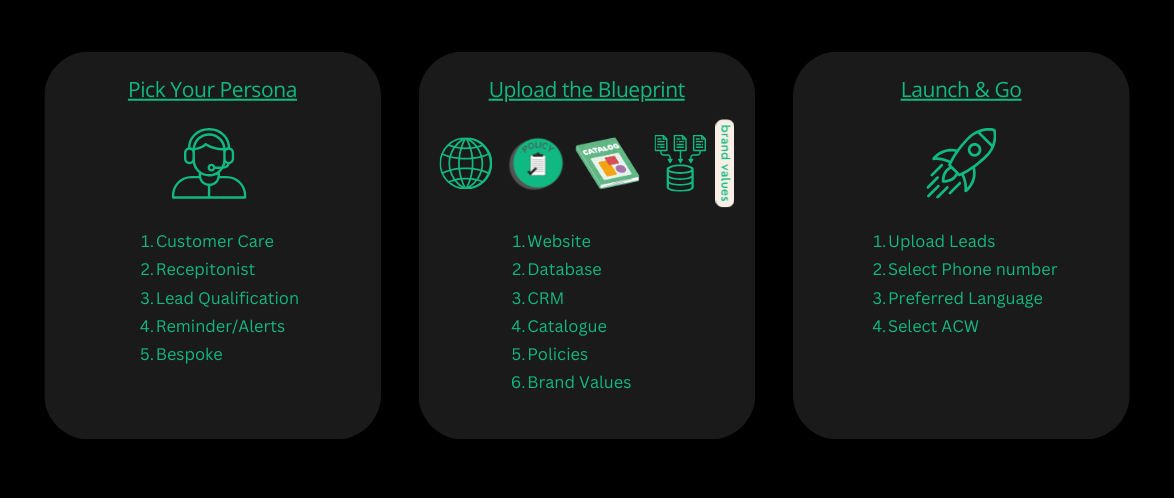 Pick Your Persona
1. Customer Care
2. Recepitonist
3. Lead Qualification
4. Reminder/Alerts
5. Bespoke
Upload the Blueprint
POLICY
CATALOG
brand values
1. Website
2. Database
3. CRM
4. Catalogue
5. Policies
6. Brand Values
Launch & Go
1. Upload Leads
2. Select Phone number
3. Preferred Language
4. Select ACW